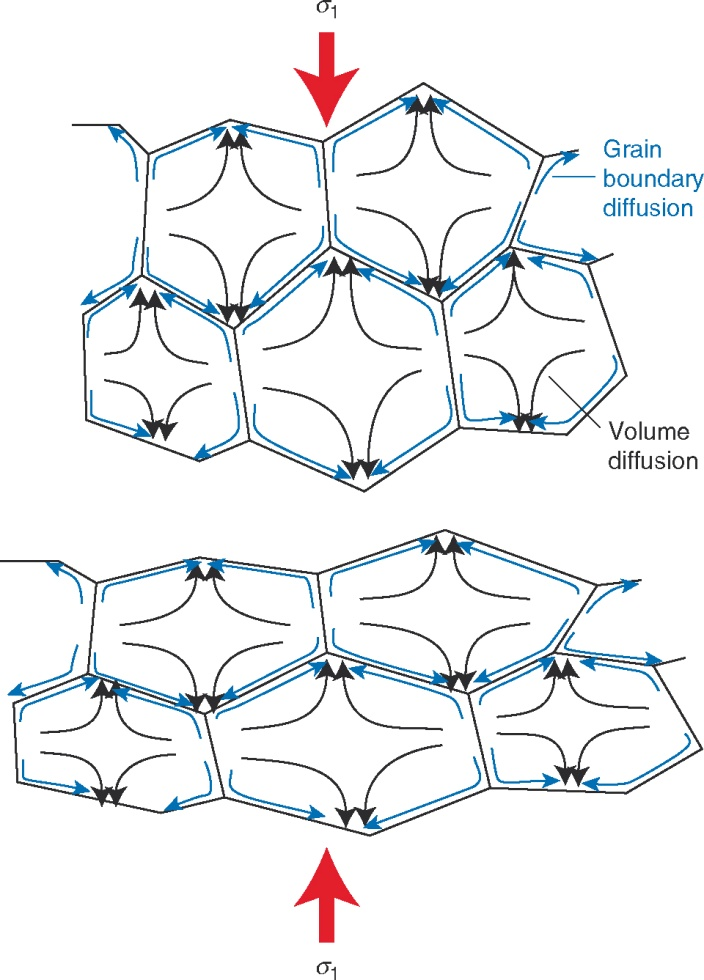 σ1
Grain
boundary
diffusion
Volume
diffusion
σ1